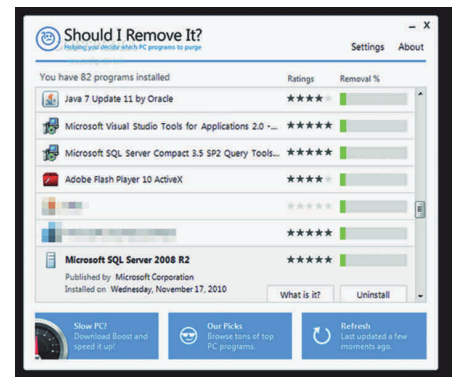 Should I Remove It?
Helping you decide which PC programs to purge
Settings About
You have 82 programs installed
Ratings Removal %
Java 7 Update 11 by Oracle
Microsoft Visual Studio Tools for Applications 2.0 -...
Microsoft SQL Server Compact 3.5 SP2 Query Tools...
Adobe Flash Player 10 ActiveX
Microsoft SQL Server 2008 R2
Published by Microsoft Corporation
Installed on Wednesday, November 17, 2010
What is it? Uninstall
Slow PC?
Download Boost and
speed it up!
Our Picks
Browse tons of top
PC programs.
Refresh
Last updated a few
moments ago.